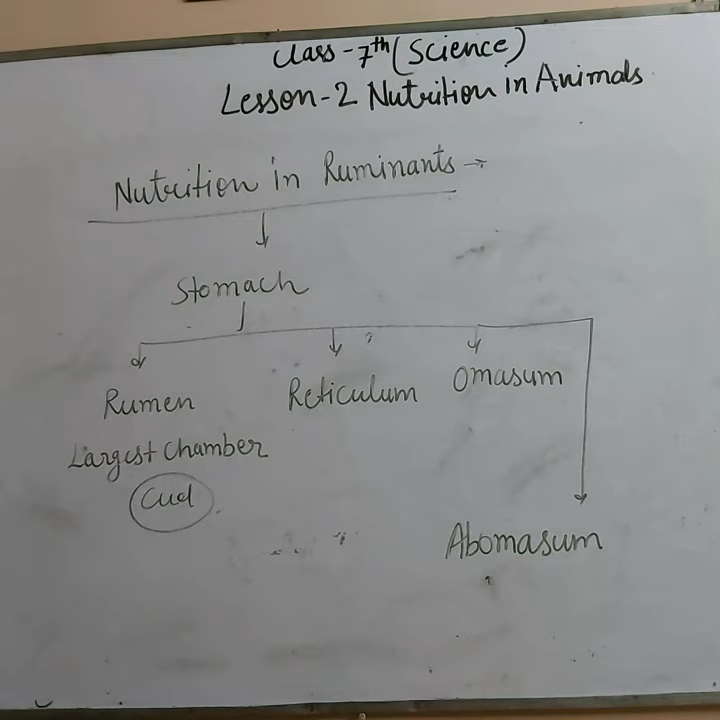 Class-7th (Science)
Lesson-2 Nutrition in Animals
Nutrition in Ruminants →
Stomach
Rumen Reticulum Omasum
Largest Chamber
Cud
Abomasum